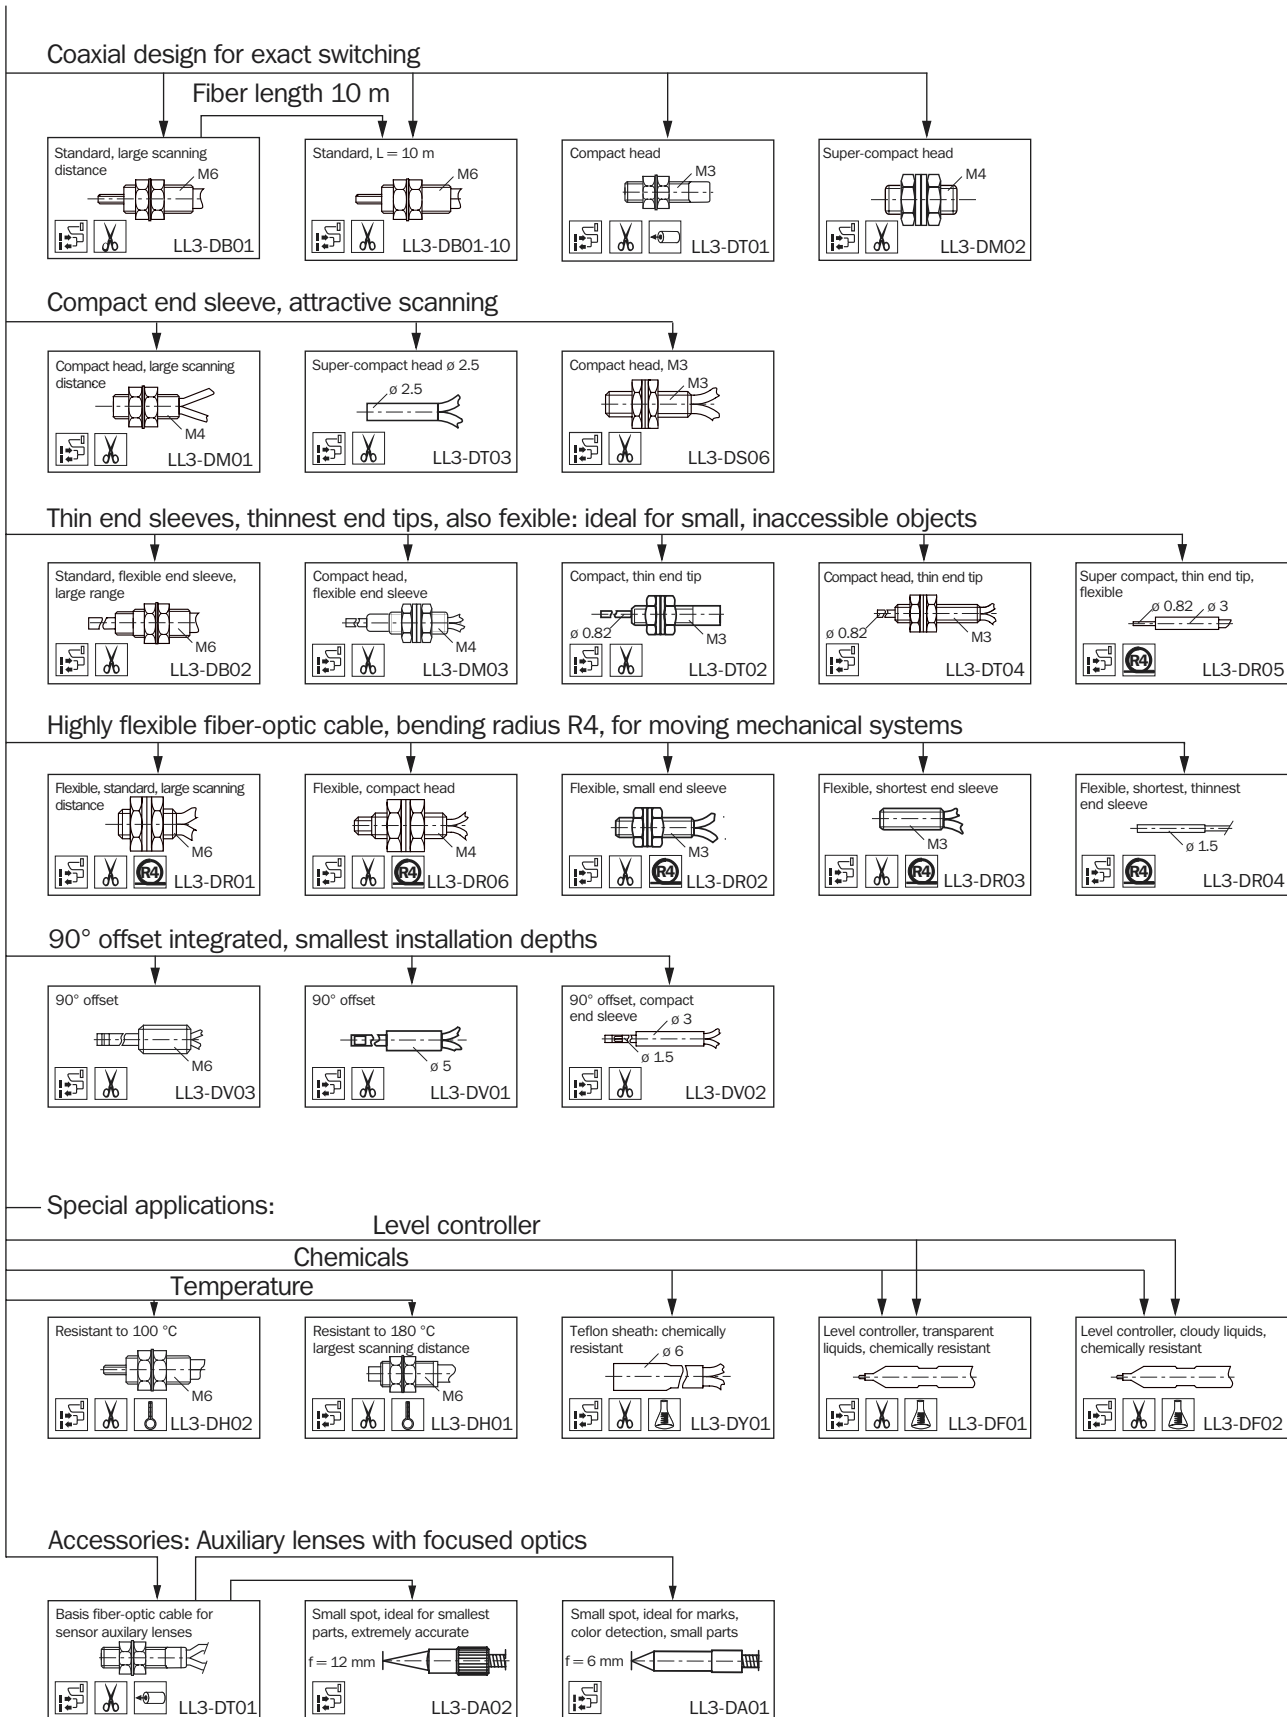 Coaxial design for exact switching
Fiber length 10 m
Standard, large scanning
distance
M6
LL3-DB01
Standard, L = 10 m
M6
LL3-DB01-10
Compact head
M3
LL3-DT01
Super-compact head
M4
LL3-DM02
Compact end sleeve, attractive scanning
Compact head, large scanning
distance
M4
LL3-DM01
Super-compact head ø 2.5
ø 2.5
LL3-DT03
Compact head, M3
M3
LL3-DS06
Thin end sleeves, thinnest end tips, also fexible: ideal for small, inaccessible objects
Standard, flexible end sleeve,
large range
M6
LL3-DB02
Compact head,
flexible end sleeve
M4
LL3-DM03
Compact, thin end tip
ø 0.82
M3
LL3-DT02
Compact head, thin end tip
ø 0.82
M3
LL3-DT04
Super compact, thin end tip,
flexible
ø 0.82 ø 3
R4
LL3-DR05
Highly flexible fiber-optic cable, bending radius R4, for moving mechanical systems
Flexible, standard, large scanning
distance
M6
R4
LL3-DR01
Flexible, compact head
M4
R4
LL3-DR06
Flexible, small end sleeve
M3
R4
LL3-DR02
Flexible, shortest end sleeve
M3
R4
LL3-DR03
Flexible, shortest, thinnest
end sleeve
ø 1.5
R4
LL3-DR04
90° offset integrated, smallest installation depths
90° offset
M6
LL3-DV03
90° offset
ø 5
LL3-DV01
90° offset, compact
end sleeve
ø 3
ø 1.5
LL3-DV02
Special applications:
Level controller
Chemicals
Temperature
Resistant to 100 °C
M6
LL3-DH02
Resistant to 180 °C
largest scanning distance
M6
LL3-DH01
Teflon sheath: chemically
resistant
ø 6
LL3-DY01
Level controller, transparent
liquids, chemically resistant
LL3-DF01
Level controller, cloudy liquids,
chemically resistant
LL3-DF02
Accessories: Auxiliary lenses with focused optics
Basis fiber-optic cable for
sensor auxilary lenses
LL3-DT01
Small spot, ideal for smallest
parts, extremely accurate
f = 12 mm
LL3-DA02
Small spot, ideal for marks,
color detection, small parts
f = 6 mm
LL3-DA01